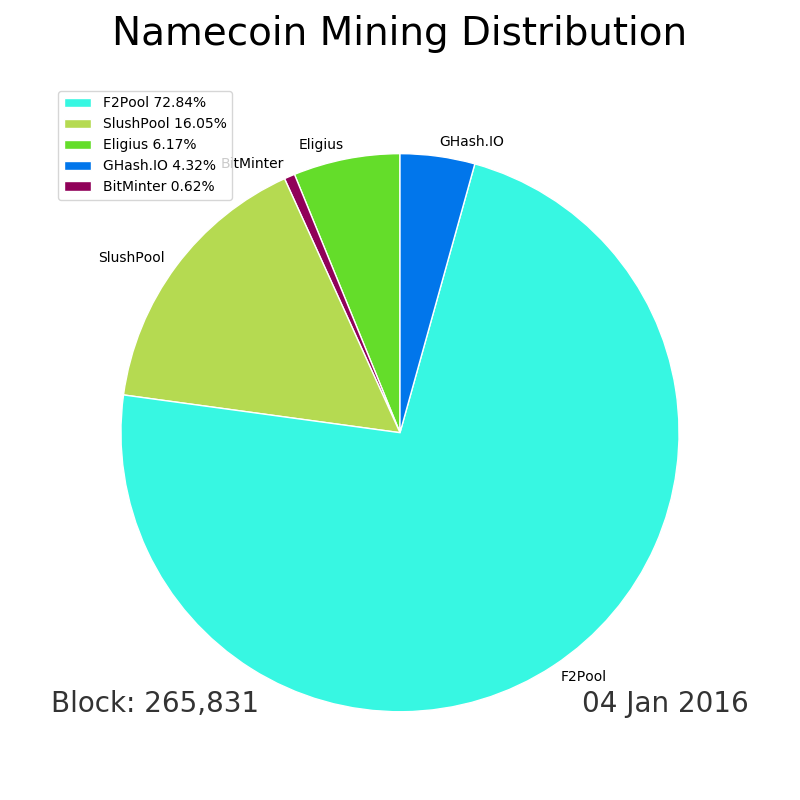 Namecoin Mining Distribution
F2Pool 72.84%
SlushPool 16.05%
Eligius 6.17%
GHash.IO 4.32%
BitMinter 0.62%
GHash.IO
Eligius
BitMinter
SlushPool
F2Pool
Block: 265,831
04 Jan 2016